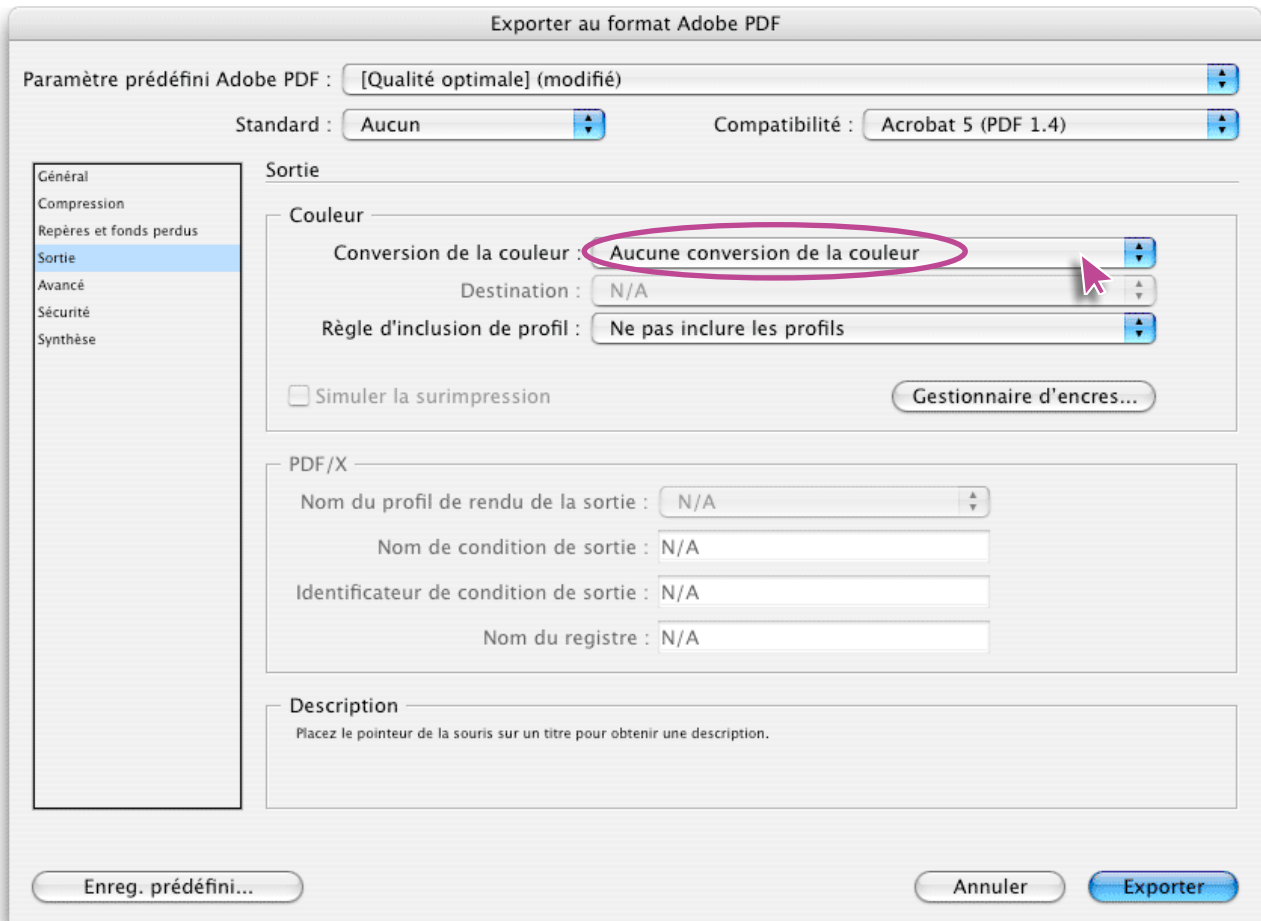 Exporter au format Adobe PDF
Paramètre prédéfini Adobe PDF : [Qualité optimale] (modifié)
Standard : Aucun Compatibilité : Acrobat 5 (PDF 1.4)
Général
Compression
Repères et fonds perdus
Sortie
Avancé
Sécurité
Synthèse
Sortie
Couleur
Conversion de la couleur : Aucune conversion de la couleur
Destination : N/A
Règle d'inclusion de profil : Ne pas inclure les profils
Simuler la surimpression Gestionnaire d’encres...
PDF/X
Nom du profil de rendu de la sortie : N/A
Nom de condition de sortie : N/A
Identificateur de condition de sortie : N/A
Nom du registre : N/A
Description
Placez le pointeur de la souris sur un titre pour obtenir une description.
Enreg. prédéfini... Annuler Exporter